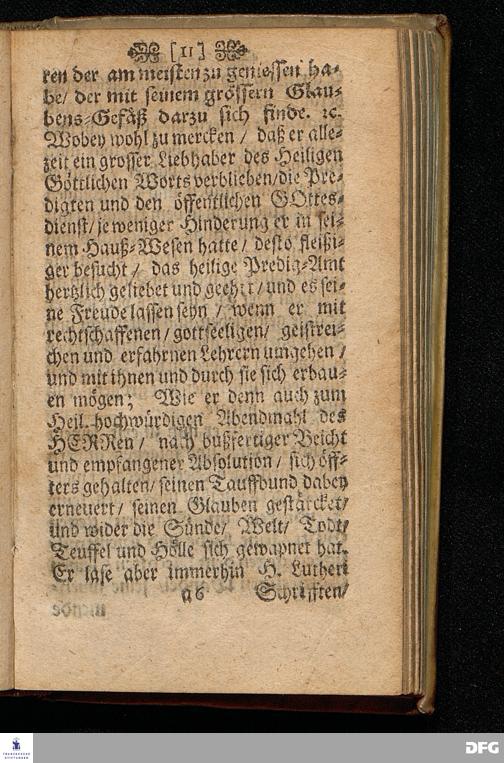 [11]
ren der am meisten zu geniessen ha-
be/ der mit seinem grössern Glau-
bens-Gefäß darzu sich finde. ꝛc.
Wobey wohl zu mercken / daß er alle-
zeit ein grosser Liebhaber des Heiligen
Göttlichen Worts verblieben/die Pre-
digten und den öffentlichen GOttes-
dienst/ je weniger Hinderung er in sei-
nem Hauß-Wesen hatte / desto fleißi-
ger besucht / das heilige Predig-Amt
hertzlich geliebet und geehrt/ und es sei-
ne Freude lassen seyn / wenn er mit
rechtschaffenen / gottseeligen/ geistrei-
chen und erfahrnen Lehrern umgehen /
und mit ihnen und durch sie sich erbau-
en mögen; Wie er denn auch zum
Heil. hochwürdigen Abendmahl des
HERRen / nach bußfertiger Beicht
und empfangener Absolution / sich öff-
ters gehalten/ seinen Tauffbund dabey
erneuert/ seinen Glauben gestärcket/
und wider die Sünde/ Welt/ Todt/
Teuffel und Hölle sich gewapnet hat.
Er lase aber immerhin H. Lutheri
a 6 Schrifften/
FRANCKESCHE
STIFTUNGEN
DFG